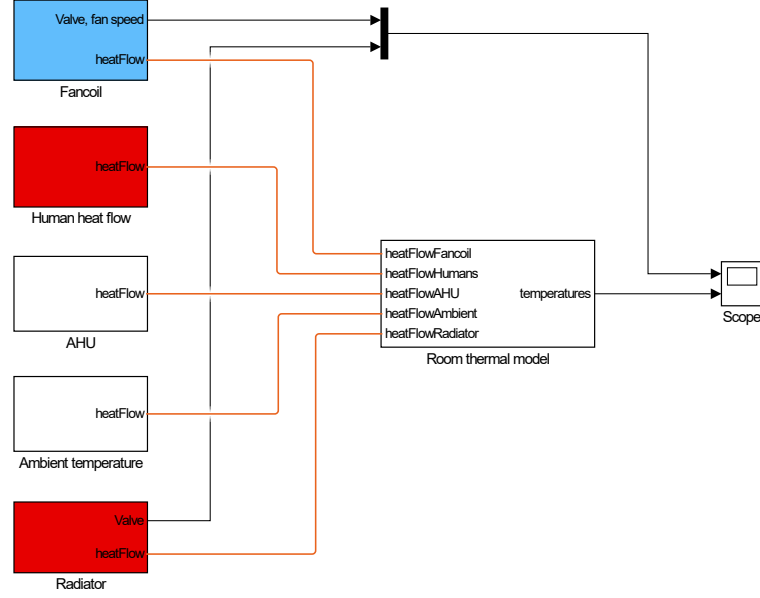 Valve, fan speed
heatFlow
Fancoil
heatFlow
Human heat flow
heatFlow
AHU
heatFlow
Ambient temperature
Valve
heatFlow
Radiator
heatFlowFancoil
heatFlowHumans
heatFlowAHU
heatFlowAmbient
heatFlowRadiator
temperatures
Room thermal model
Scope